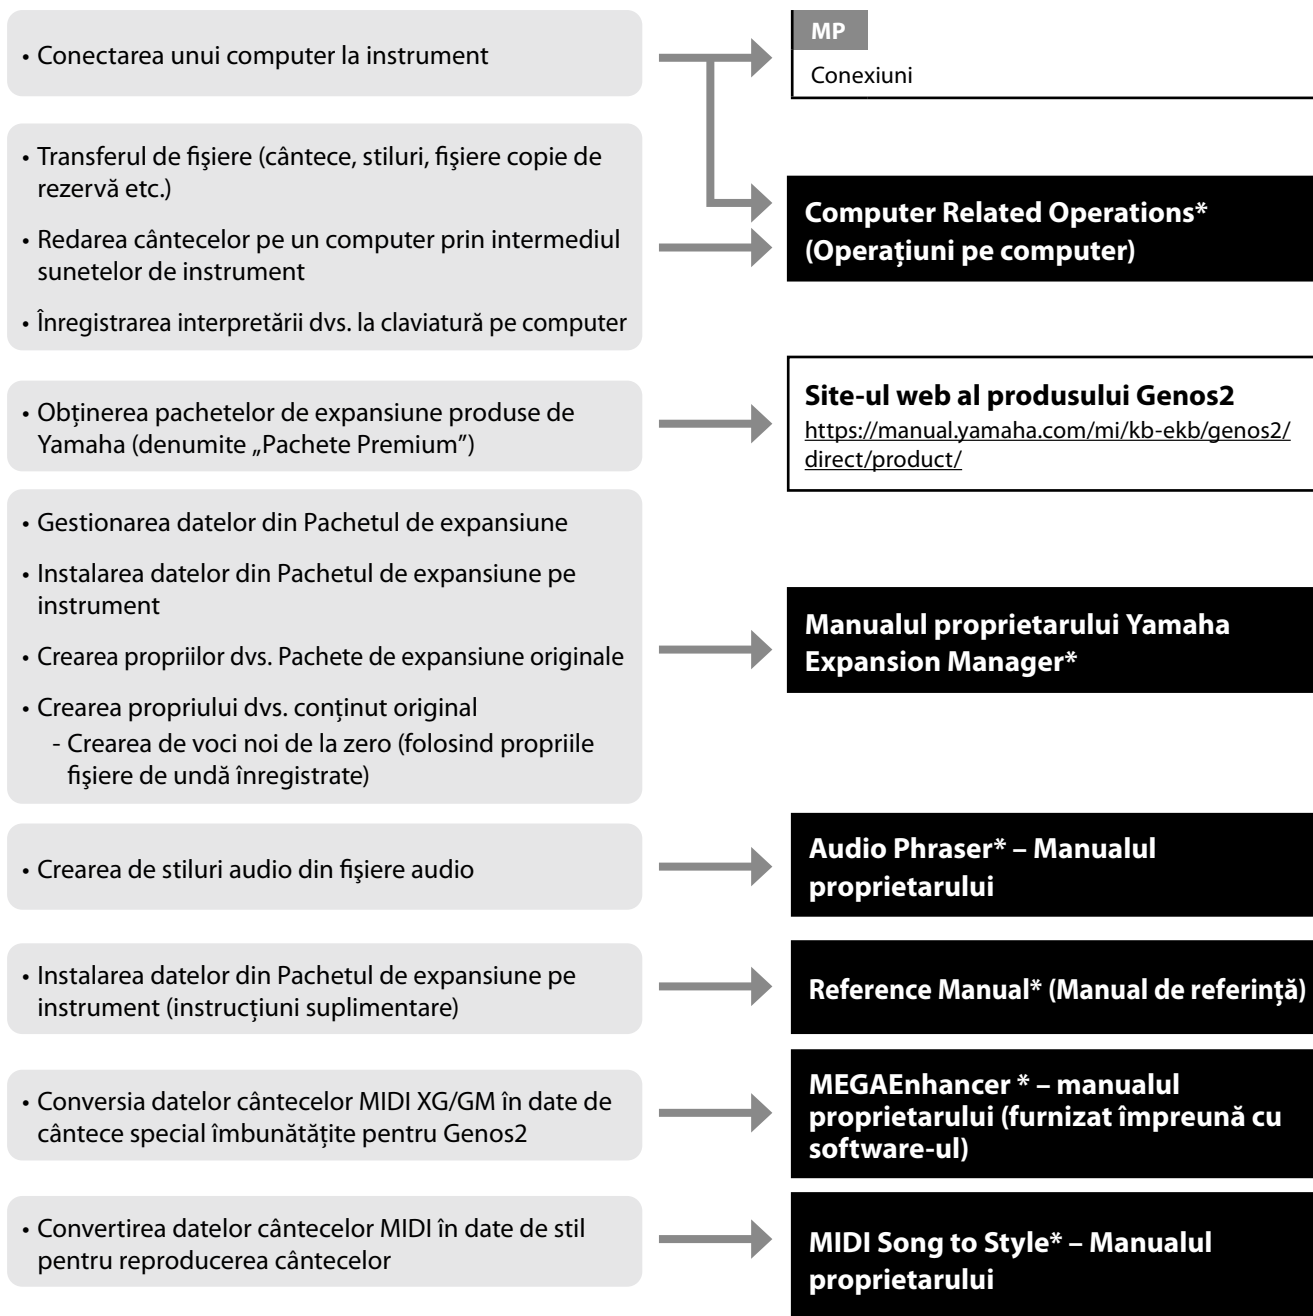 • Conectarea unui computer la instrument
MP
Conexiuni
• Transferul de fişiere (cântece, stiluri, fişiere copie de
rezervă etc.)
• Redarea cântecelor pe un computer prin intermediul
sunetelor de instrument
• Înregistrarea interpretării dvs. la claviatură pe computer
Computer Related Operations*
(Operațiuni pe computer)
• Obținerea pachetelor de expansiune produse de
Yamaha (denumite „Pachete Premium”)
Site-ul web al produsului Genos2
https://manual.yamaha.com/mi/kb-ekb/genos2/
direct/product/
• Gestionarea datelor din Pachetul de expansiune
• Instalarea datelor din Pachetul de expansiune pe
instrument
• Crearea propriilor dvs. Pachete de expansiune originale
• Crearea propriului dvs. conținut original
- Crearea de voci noi de la zero (folosind propriile
fişiere de undă înregistrate)
Manualul proprietarului Yamaha
Expansion Manager*
• Crearea de stiluri audio din fişiere audio
Audio Phraser* – Manualul
proprietarului
• Instalarea datelor din Pachetul de expansiune pe
instrument (instrucțiuni suplimentare)
Reference Manual* (Manual de referință)
• Conversia datelor cântecelor MIDI XG/GM în date de
cântece special îmbunătățite pentru Genos2
MEGAEnhancer * – manualul
proprietarului (furnizat împreună cu
software-ul)
• Convertirea datelor cântecelor MIDI în date de stil
pentru reproducerea cântecelor
MIDI Song to Style* – Manualul
proprietarului